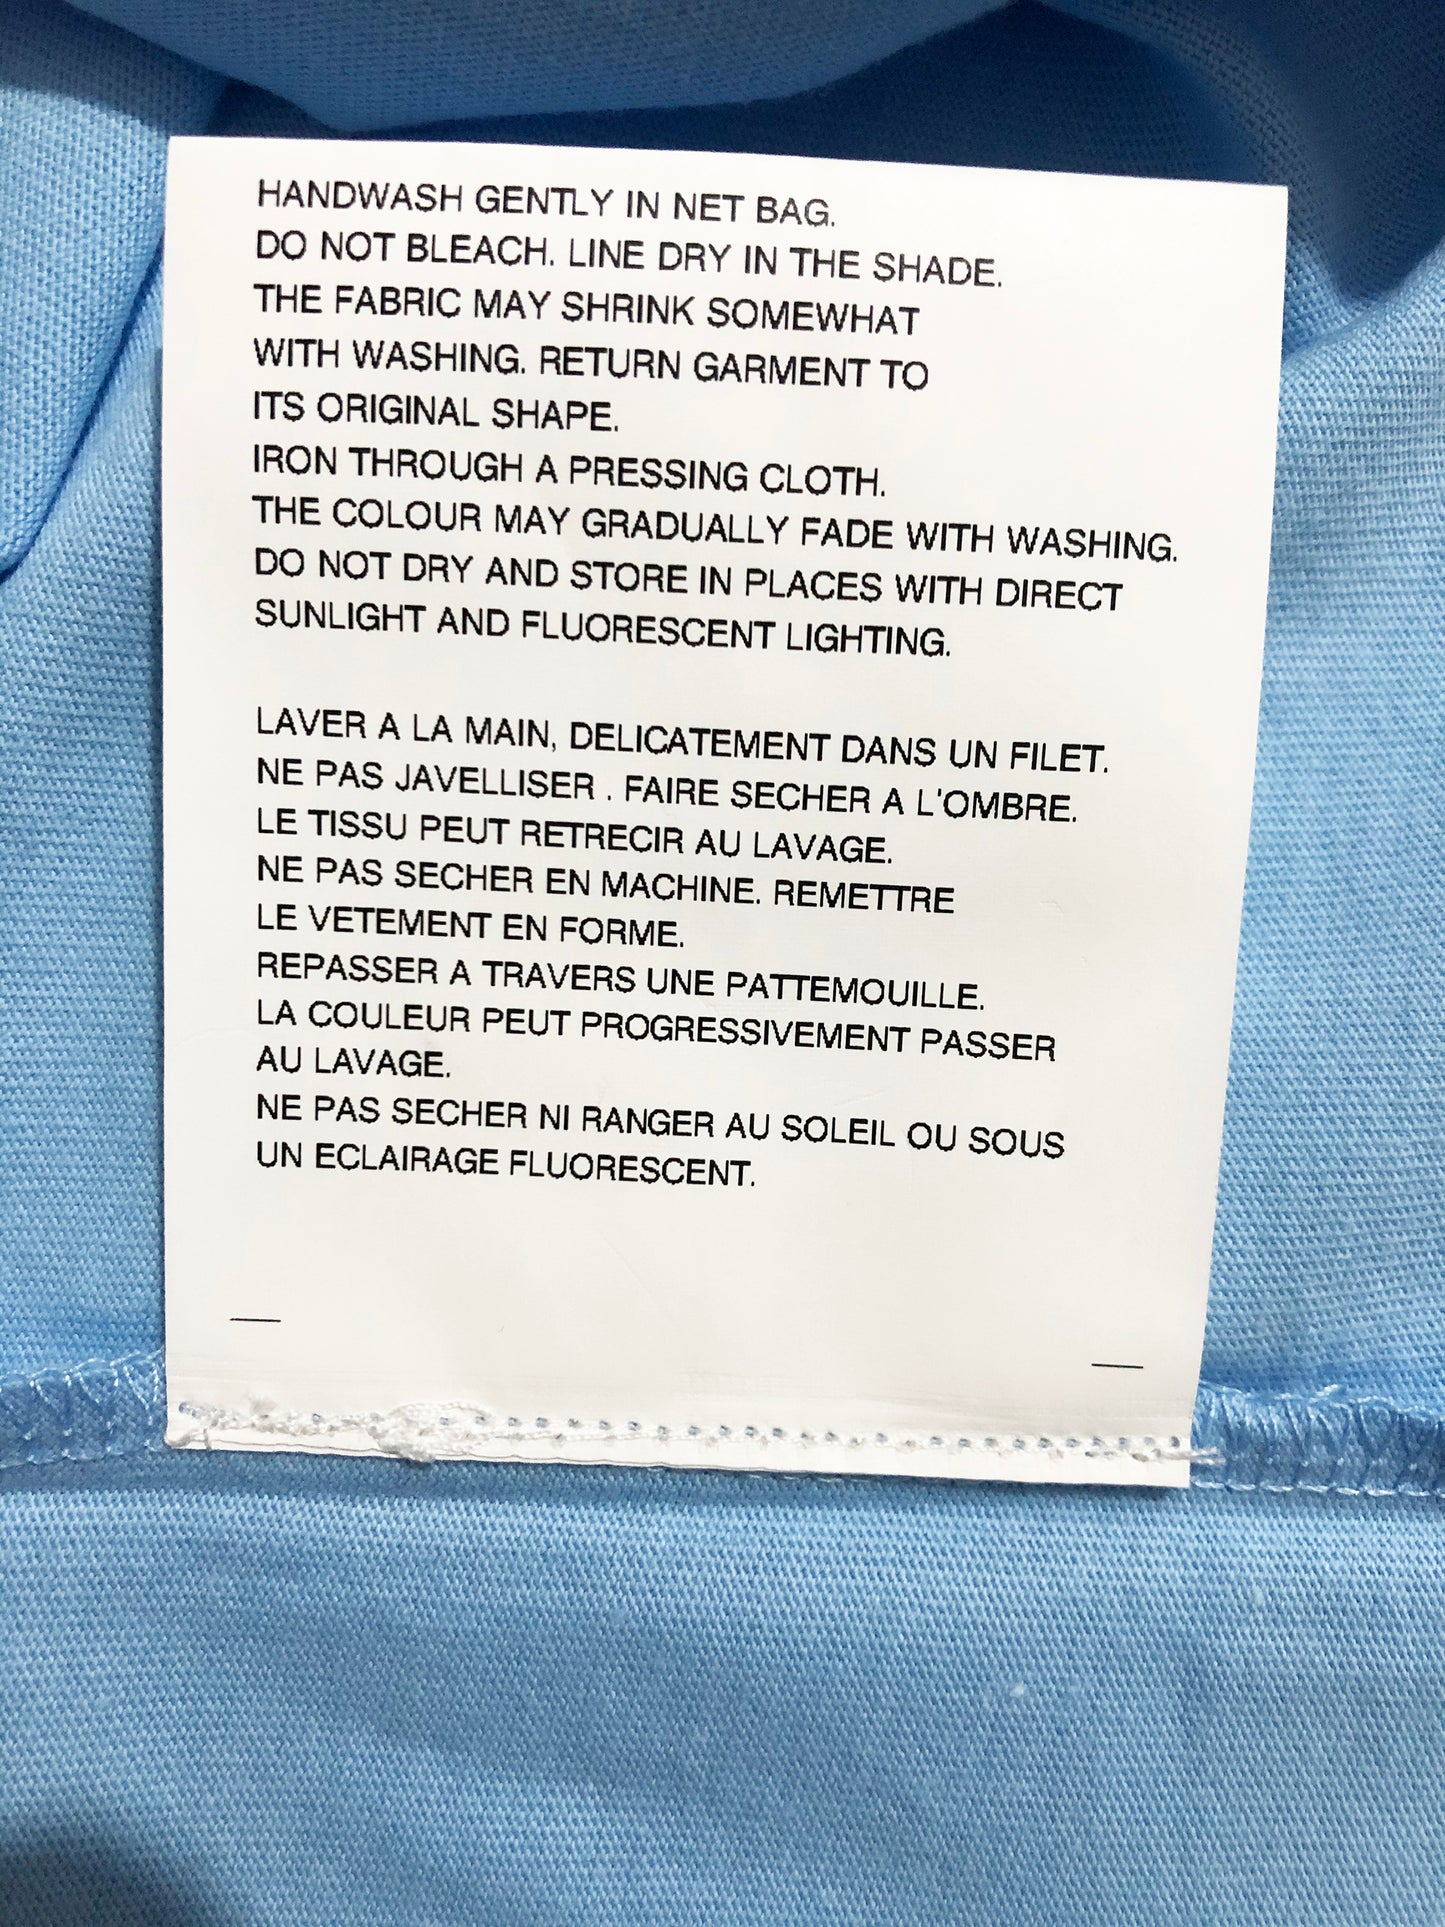 HANDWASH GENTLY IN NET BAG.
DO NOT BLEACH. LINE DRY IN THE SHADE.
THE FABRIC MAY SHRINK SOMEWHAT
WITH WASHING. RETURN GARMENT TO
ITS ORIGINAL SHAPE.
IRON THROUGH A PRESSING CLOTH.
THE COLOUR MAY GRADUALLY FADE WITH WASHING.
DO NOT DRY AND STORE IN PLACES WITH DIRECT
SUNLIGHT AND FLUORESCENT LIGHTING.
LAVER A LA MAIN, DELICATEMENT DANS UN FILET.
NE PAS JAVELLISER . FAIRE SECHER A L'OMBRE.
LE TISSU PEUT RETRECIR AU LAVAGE.
NE PAS SECHER EN MACHINE. REMETTRE
LE VETEMENT EN FORME.
REPASSER A TRAVERS UNE PATTEMOUILLE.
LA COULEUR PEUT PROGRESSIVEMENT PASSER
AU LAVAGE.
NE PAS SECHER NI RANGER AU SOLEIL OU SOUS
UN ECLAIRAGE FLUORESCENT.